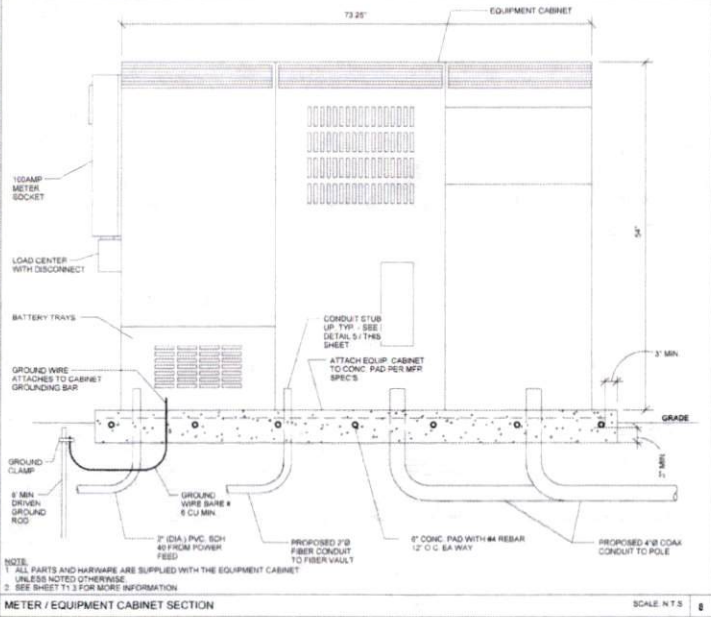 73.25"
EQUIPMENT CABINET
100AMP
METER
SOCKET
LOAD CENTER
WITH DISCONNECT
54"
BATTERY TRAYS
CONDUIT STUB
UP, TYP. - SEE
DETAIL 5 / THIS
SHEET
ATTACH EQUIP. CABINET
TO CONC. PAD PER MFR
SPEC'S
3" MIN.
GROUND WIRE
ATTACHES TO CABINET
GROUNDING BAR
GRADE
GROUND
CLAMP
MIN
8' MIN
DRIVEN
GROUND
ROD
GROUND
WIRE BARE #
6 CU MIN.
2" (DIA.) PVC, SCH
40 FROM POWER
FEED
PROPOSED 2"Ø
FIBER CONDUIT
TO FIBER VAULT
6" CONC. PAD WITH #4 REBAR
12" O.C. EA WAY
PROPOSED 4"Ø COAX
CONDUIT TO POLE
NOTE:
1. ALL PARTS AND HARWARE ARE SUPPLIED WITH THE EQUIPMENT CABINET
UNLESS NOTED OTHERWISE.
2. SEE SHEET T1.3 FOR MORE INFORMATION
METER / EQUIPMENT CABINET SECTION
SCALE: N.T.S
8